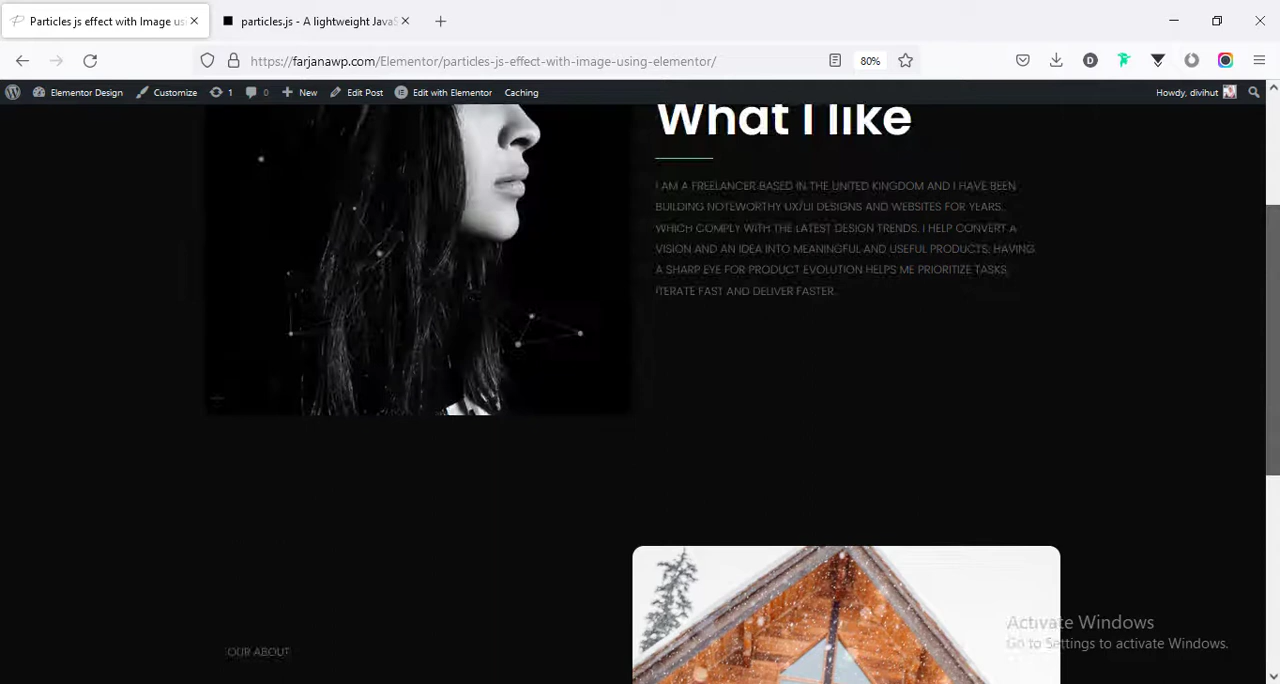 Particles js effect with Image us
particles.js - A lightweight JavaS
https://farjanawp.com/Elementor/particles-js-effect-with-image-using-elementor/
80%
Elementor Design
Customize
1
0
New
Edit Post
Edit with Elementor
Caching
Howdy, divihut
What I like
I AM A FREELANCER BASED IN THE UNITED KINGDOM AND I HAVE BEEN
BUILDING NOTEWORTHY UX/UI DESIGNS AND WEBSITES FOR YEARS,
WHICH COMPLY WITH THE LATEST DESIGN TRENDS. I HELP CONVERT A
VISION AND AN IDEA INTO MEANINGFUL AND USEFUL PRODUCTS. HAVING
A SHARP EYE FOR PRODUCT EVOLUTION HELPS ME PRIORITIZE TASKS,
ITERATE FAST AND DELIVER FASTER.
OUR ABOUT
Activate Windows
Go to Settings to activate Windows.